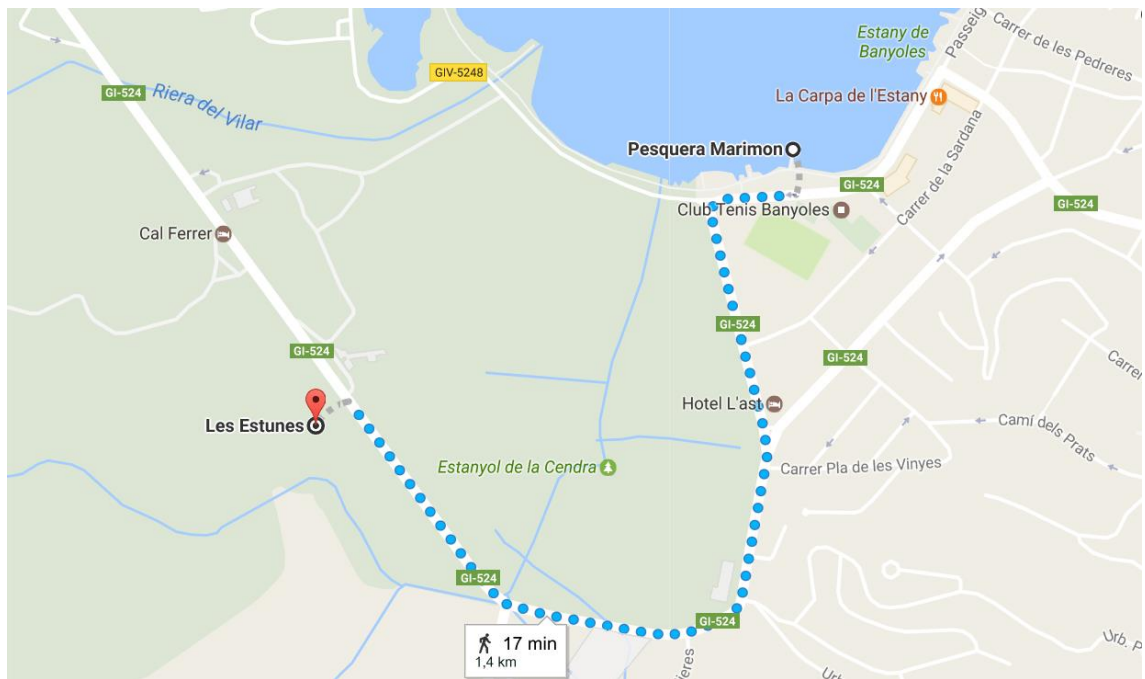 Estany de
Banyoles
Passeig
Carrer de les Pedreres
GIV-5248
GI-524
Riera del Vilar
La Carpa de l'Estany
Pesquera Marimon
Carrer de la Sardana
GI-524
GI-524
Club Tenis Banyoles
Cal Ferrer
GI-524
GI-524
GI-524
Carrer
Hotel L'ast
Les Estunes
Camí dels Prats
Estanyol de la Cendra
Carrer Pla de les Vinyes
GI-524
GI-524
17 min
1,4 km
ieres
Urb. P
Urb.